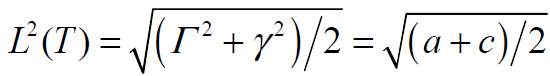 L²(T) = √(Γ² + γ²)/2 = √(a + c)/2